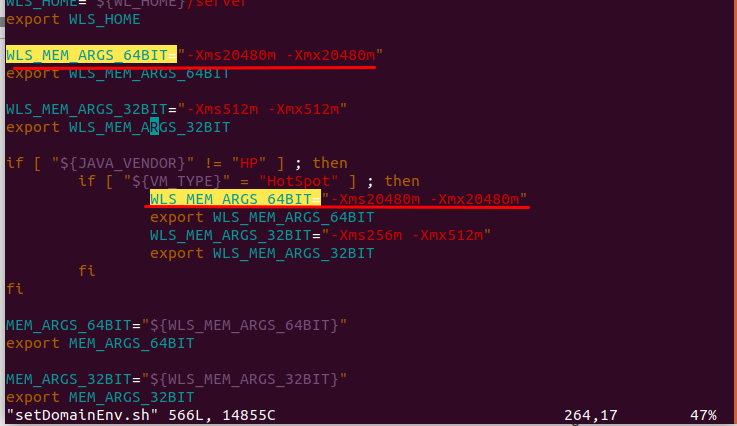 WLS_HOME="${WL_HOME}/server"
export WLS_HOME

WLS_MEM_ARGS_64BIT="-Xms20480m -Xmx20480m"
export WLS_MEM_ARGS_64BIT

WLS_MEM_ARGS_32BIT="-Xms512m -Xmx512m"
export WLS_MEM_ARGS_32BIT

if [ "${JAVA_VENDOR}" != "HP" ] ; then
        if [ "${VM_TYPE}" = "HotSpot" ] ; then
                WLS_MEM_ARGS_64BIT="-Xms20480m -Xmx20480m"
                export WLS_MEM_ARGS_64BIT
                WLS_MEM_ARGS_32BIT="-Xms256m -Xmx512m"
                export WLS_MEM_ARGS_32BIT
        fi
fi

MEM_ARGS_64BIT="${WLS_MEM_ARGS_64BIT}"
export MEM_ARGS_64BIT

MEM_ARGS_32BIT="${WLS_MEM_ARGS_32BIT}"
export MEM_ARGS_32BIT
"setDomainEnv.sh" 566L, 14855C 264,17 47%